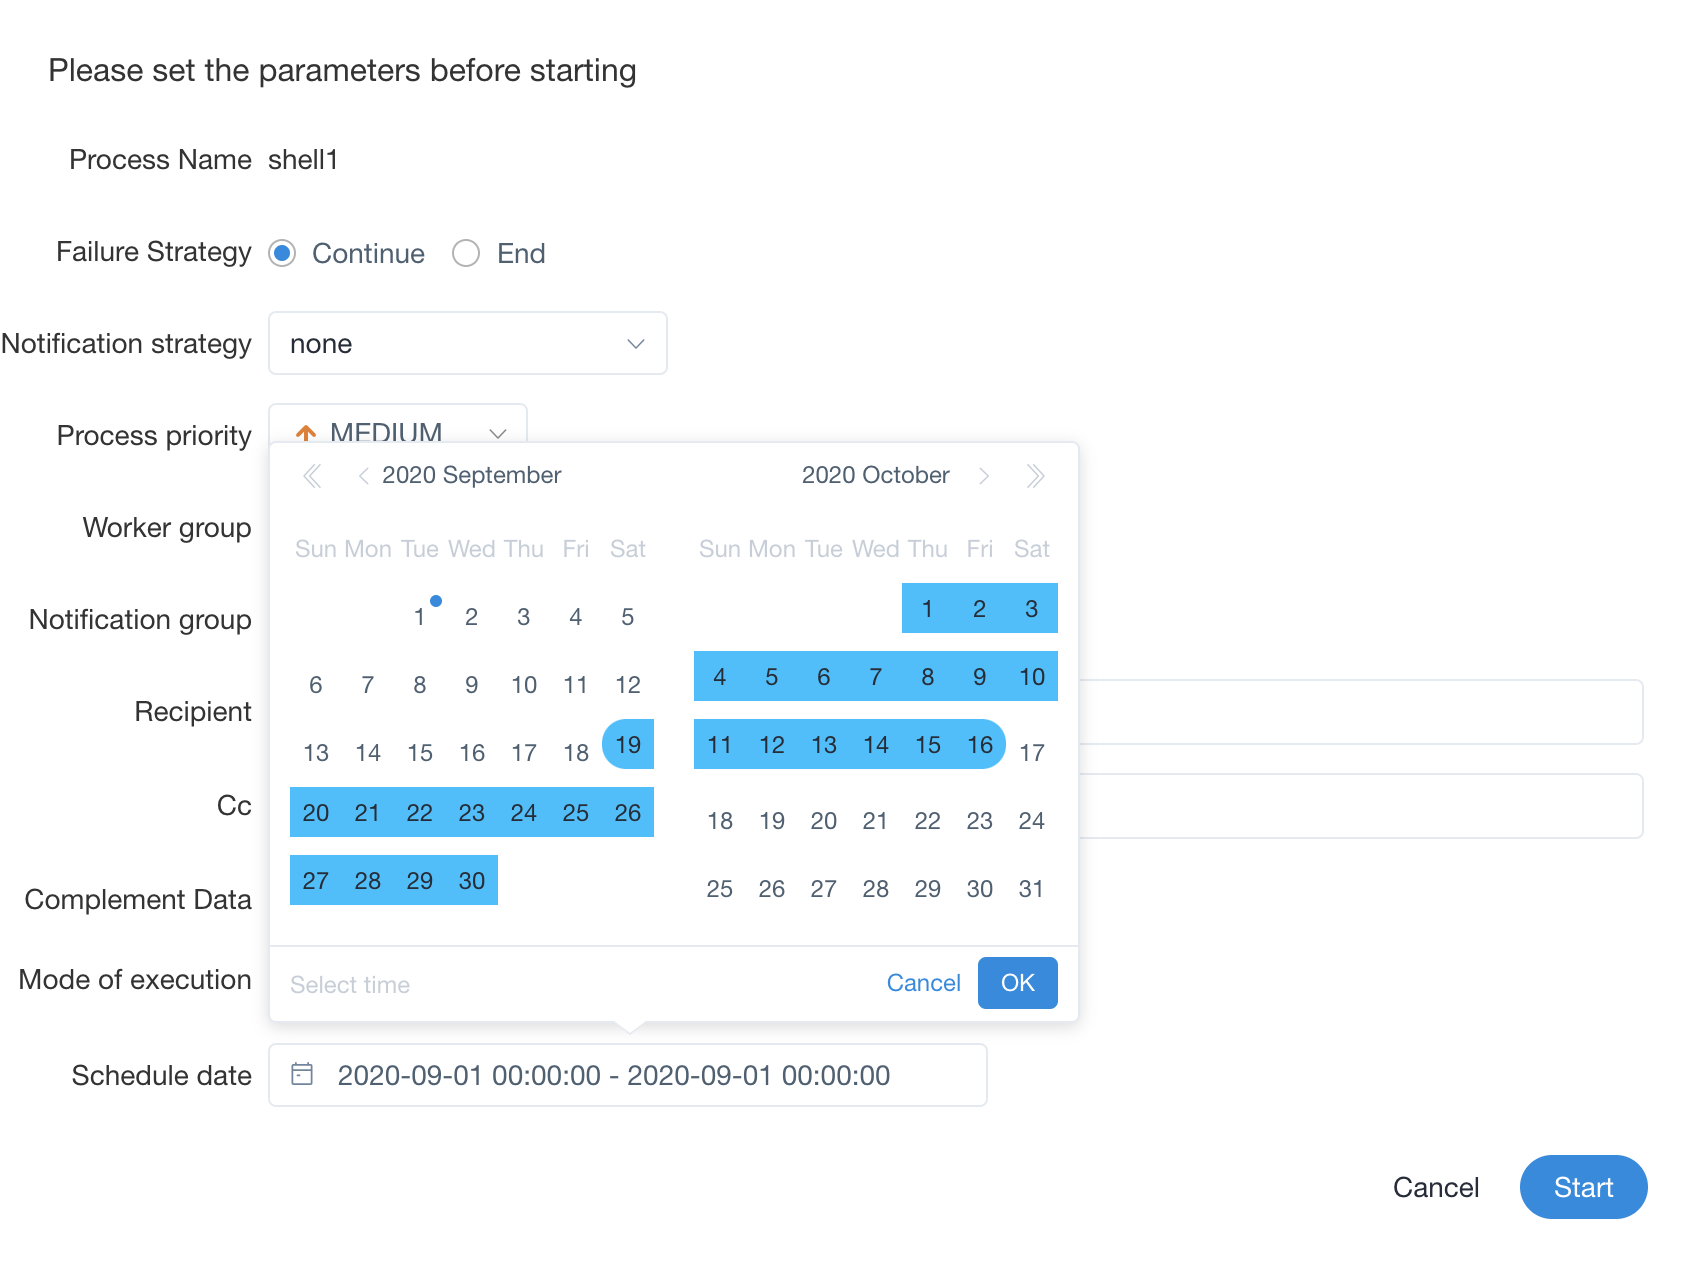 Please set the parameters before starting
Process Name shell1
Failure Strategy Continue End
Notification strategy none
Process priority MEDIUM
2020 September 2020 October
Worker group
Sun Mon Tue Wed Thu Fri Sat Sun Mon Tue Wed Thu Fri Sat
1 2 3 4 5 1 2 3
Notification group
6 7 8 9 10 11 12 4 5 6 7 8 9 10
Recipient
13 14 15 16 17 18 19 11 12 13 14 15 16 17
Cc
20 21 22 23 24 25 26 18 19 20 21 22 23 24
27 28 29 30 25 26 27 28 29 30 31
Complement Data
Mode of execution
Select time Cancel OK
Schedule date 2020-09-01 00:00:00 - 2020-09-01 00:00:00
Cancel Start